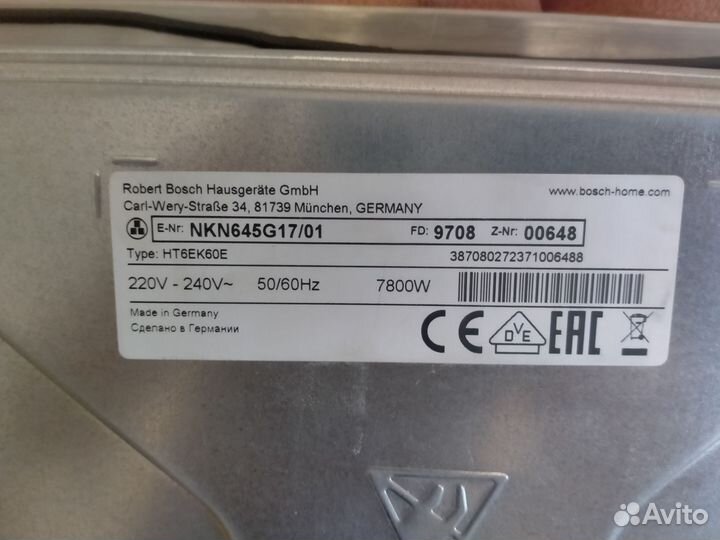 Robert Bosch Hausgeräte GmbH www.bosch-home.com
Carl-Wery-Straße 34, 81739 München, GERMANY
E-Nr: NKN645G17/01 FD: 9708 Z-Nr: 00648
Type: HT6EK60E 387080272371006488
220V - 240V~ 50/60Hz 7800W
Made in Germany
Сделано в Германии
CE DVE EAC
Avito